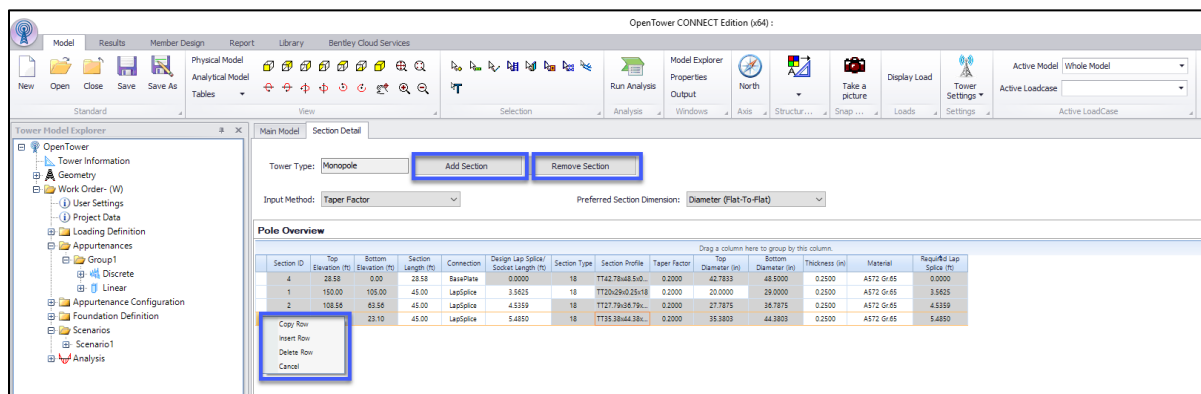 OpenTower CONNECT Edition (x64) :
Model Results Member Design Report Library Bentley Cloud Services
New Open Close Save Save As
Standard
Physical Model
Analytical Model
Tables
View
Selection
Run Analysis
Analysis
Model Explorer
Properties
Output
Windows
North
Axis
Structur...
Take a picture
Snap ...
Display Load
Loads
Tower Settings
Settings
Active Model Whole Model
Active Loadcase
Active LoadCase
Tower Model Explorer
OpenTower
Tower Information
Geometry
Work Order- (W)
User Settings
Project Data
Loading Definition
Appurtenances
Group1
Discrete
Linear
Appurtenance Configuration
Foundation Definition
Scenarios
Scenario1
Analysis
Main Model Section Detail
Tower Type: Monopole Add Section Remove Section
Input Method: Taper Factor Preferred Section Dimension: Diameter (Flat-To-Flat)
Pole Overview
Drag a column here to group by this column.
Section ID Top Elevation (ft) Bottom Elevation (ft) Section Length (ft) Connection Design Lap Splice/ Socket Length (ft) Section Type Section Profile Taper Factor Top Diameter (in) Bottom Diameter (in) Thickness (in) Material Required Lap Splice (ft)
4 28.58 0.00 28.58 BasePlate 0.0000 18 TT42.78x48.5x0... 0.2000 42.7833 48.5000 0.2500 A572 Gr.65 0.0000
1 150.00 105.00 45.00 LapSplice 3.5625 18 TT20x29x0.25x18 0.2000 20.0000 29.0000 0.2500 A572 Gr.65 3.5625
2 108.56 63.56 45.00 LapSplice 4.5359 18 TT27.79x36.79x... 0.2000 27.7875 36.7875 0.2500 A572 Gr.65 4.5359
23.10 45.00 LapSplice 5.4850 18 TT35.38x44.38x... 0.2000 35.3803 44.3803 0.2500 A572 Gr.65 5.4850
Copy Row
Insert Row
Delete Row
Cancel